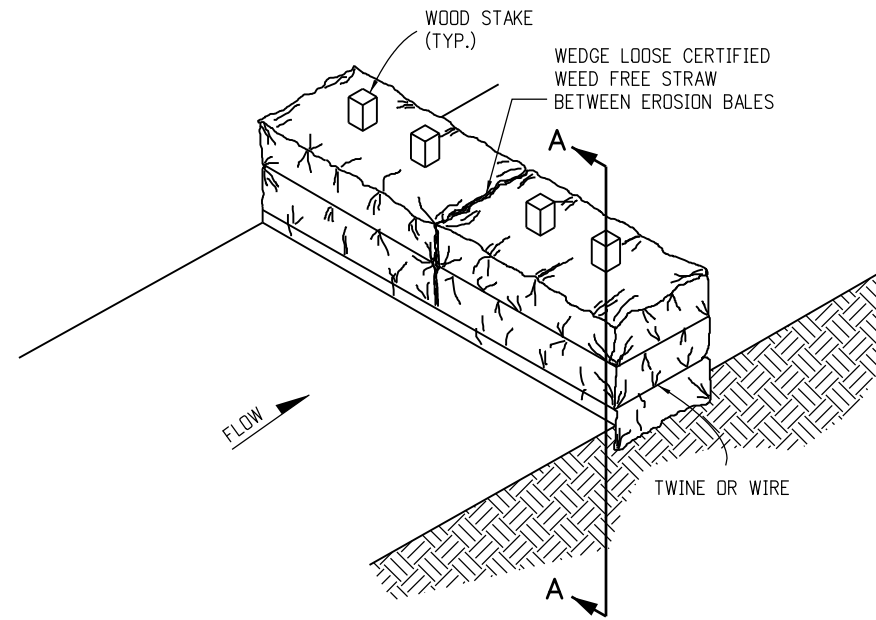 WOOD STAKE
(TYP.)
WEDGE LOOSE CERTIFIED
WEED FREE STRAW
BETWEEN EROSION BALES
A
FLOW
TWINE OR WIRE
A